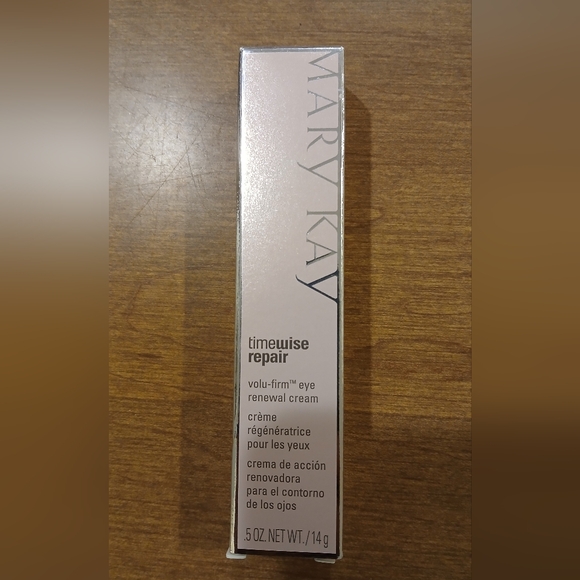 MARY KAY
timewise
repair
volu-firm™ eye
renewal cream
crème
régénératrice
pour les yeux
crema de acción
renovadora
para el contorno
de los ojos
.5 OZ. NET WT. / 14 g